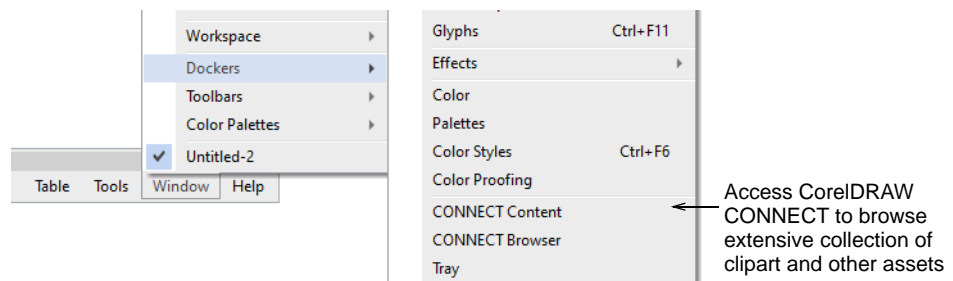 Workspace
Dockers
Toolbars
Color Palettes
Untitled-2
Table Tools Window Help
Glyphs Ctrl+F11
Effects
Color
Palettes
Color Styles Ctrl+F6
Color Proofing
CONNECT Content
CONNECT Browser
Tray
Access CorelDRAW
CONNECT to browse
extensive collection of
clipart and other assets